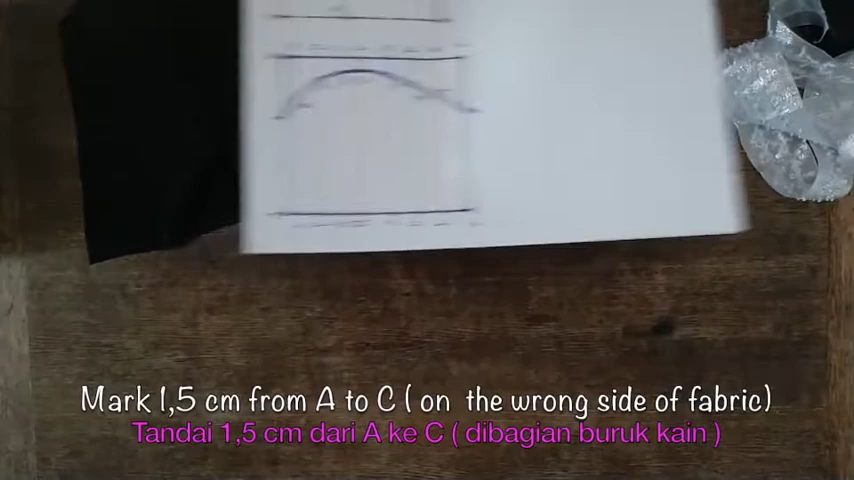 Mark 1,5 cm from A to C ( on the wrong side of fabric)
Tandai 1,5 cm dari A ke C ( dibagian buruk kain )